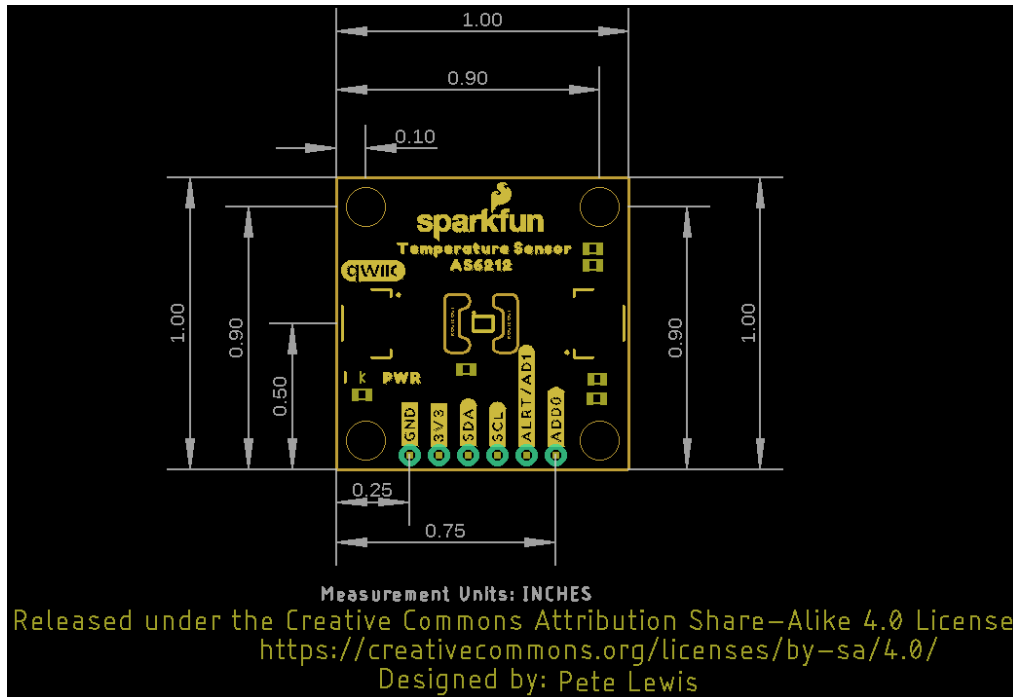 1.00
0.90
0.10
sparkfun
Temperature Sensor
AS6212
qwiic
1.00
0.90
0.50
0.90
1.00
PWR
GND
3V3
SDA
SCL
ALRT/AD1
ADD0
0.25
0.75
Measurement Units: INCHES
Released under the Creative Commons Attribution Share-Alike 4.0 License
https://creativecommons.org/licenses/by-sa/4.0/
Designed by: Pete Lewis